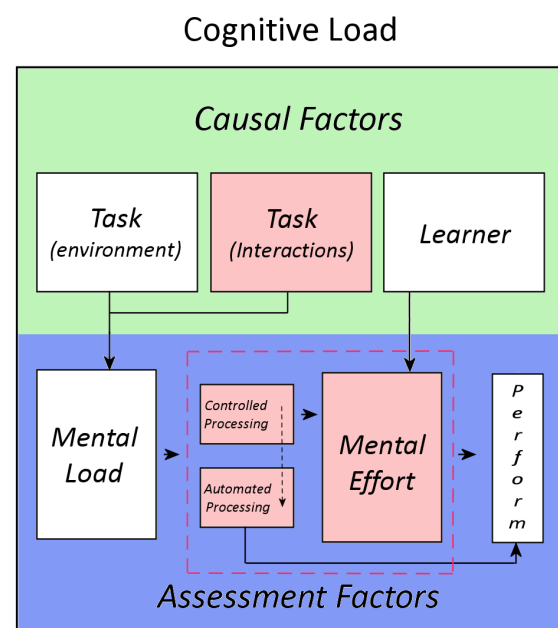 Cognitive Load
Causal Factors
Task
(environment)
Task
(Interactions)
Learner
Mental
Load
Controlled
Processing
Automated
Processing
Mental
Effort
P
e
r
f
o
r
m
Assessment Factors